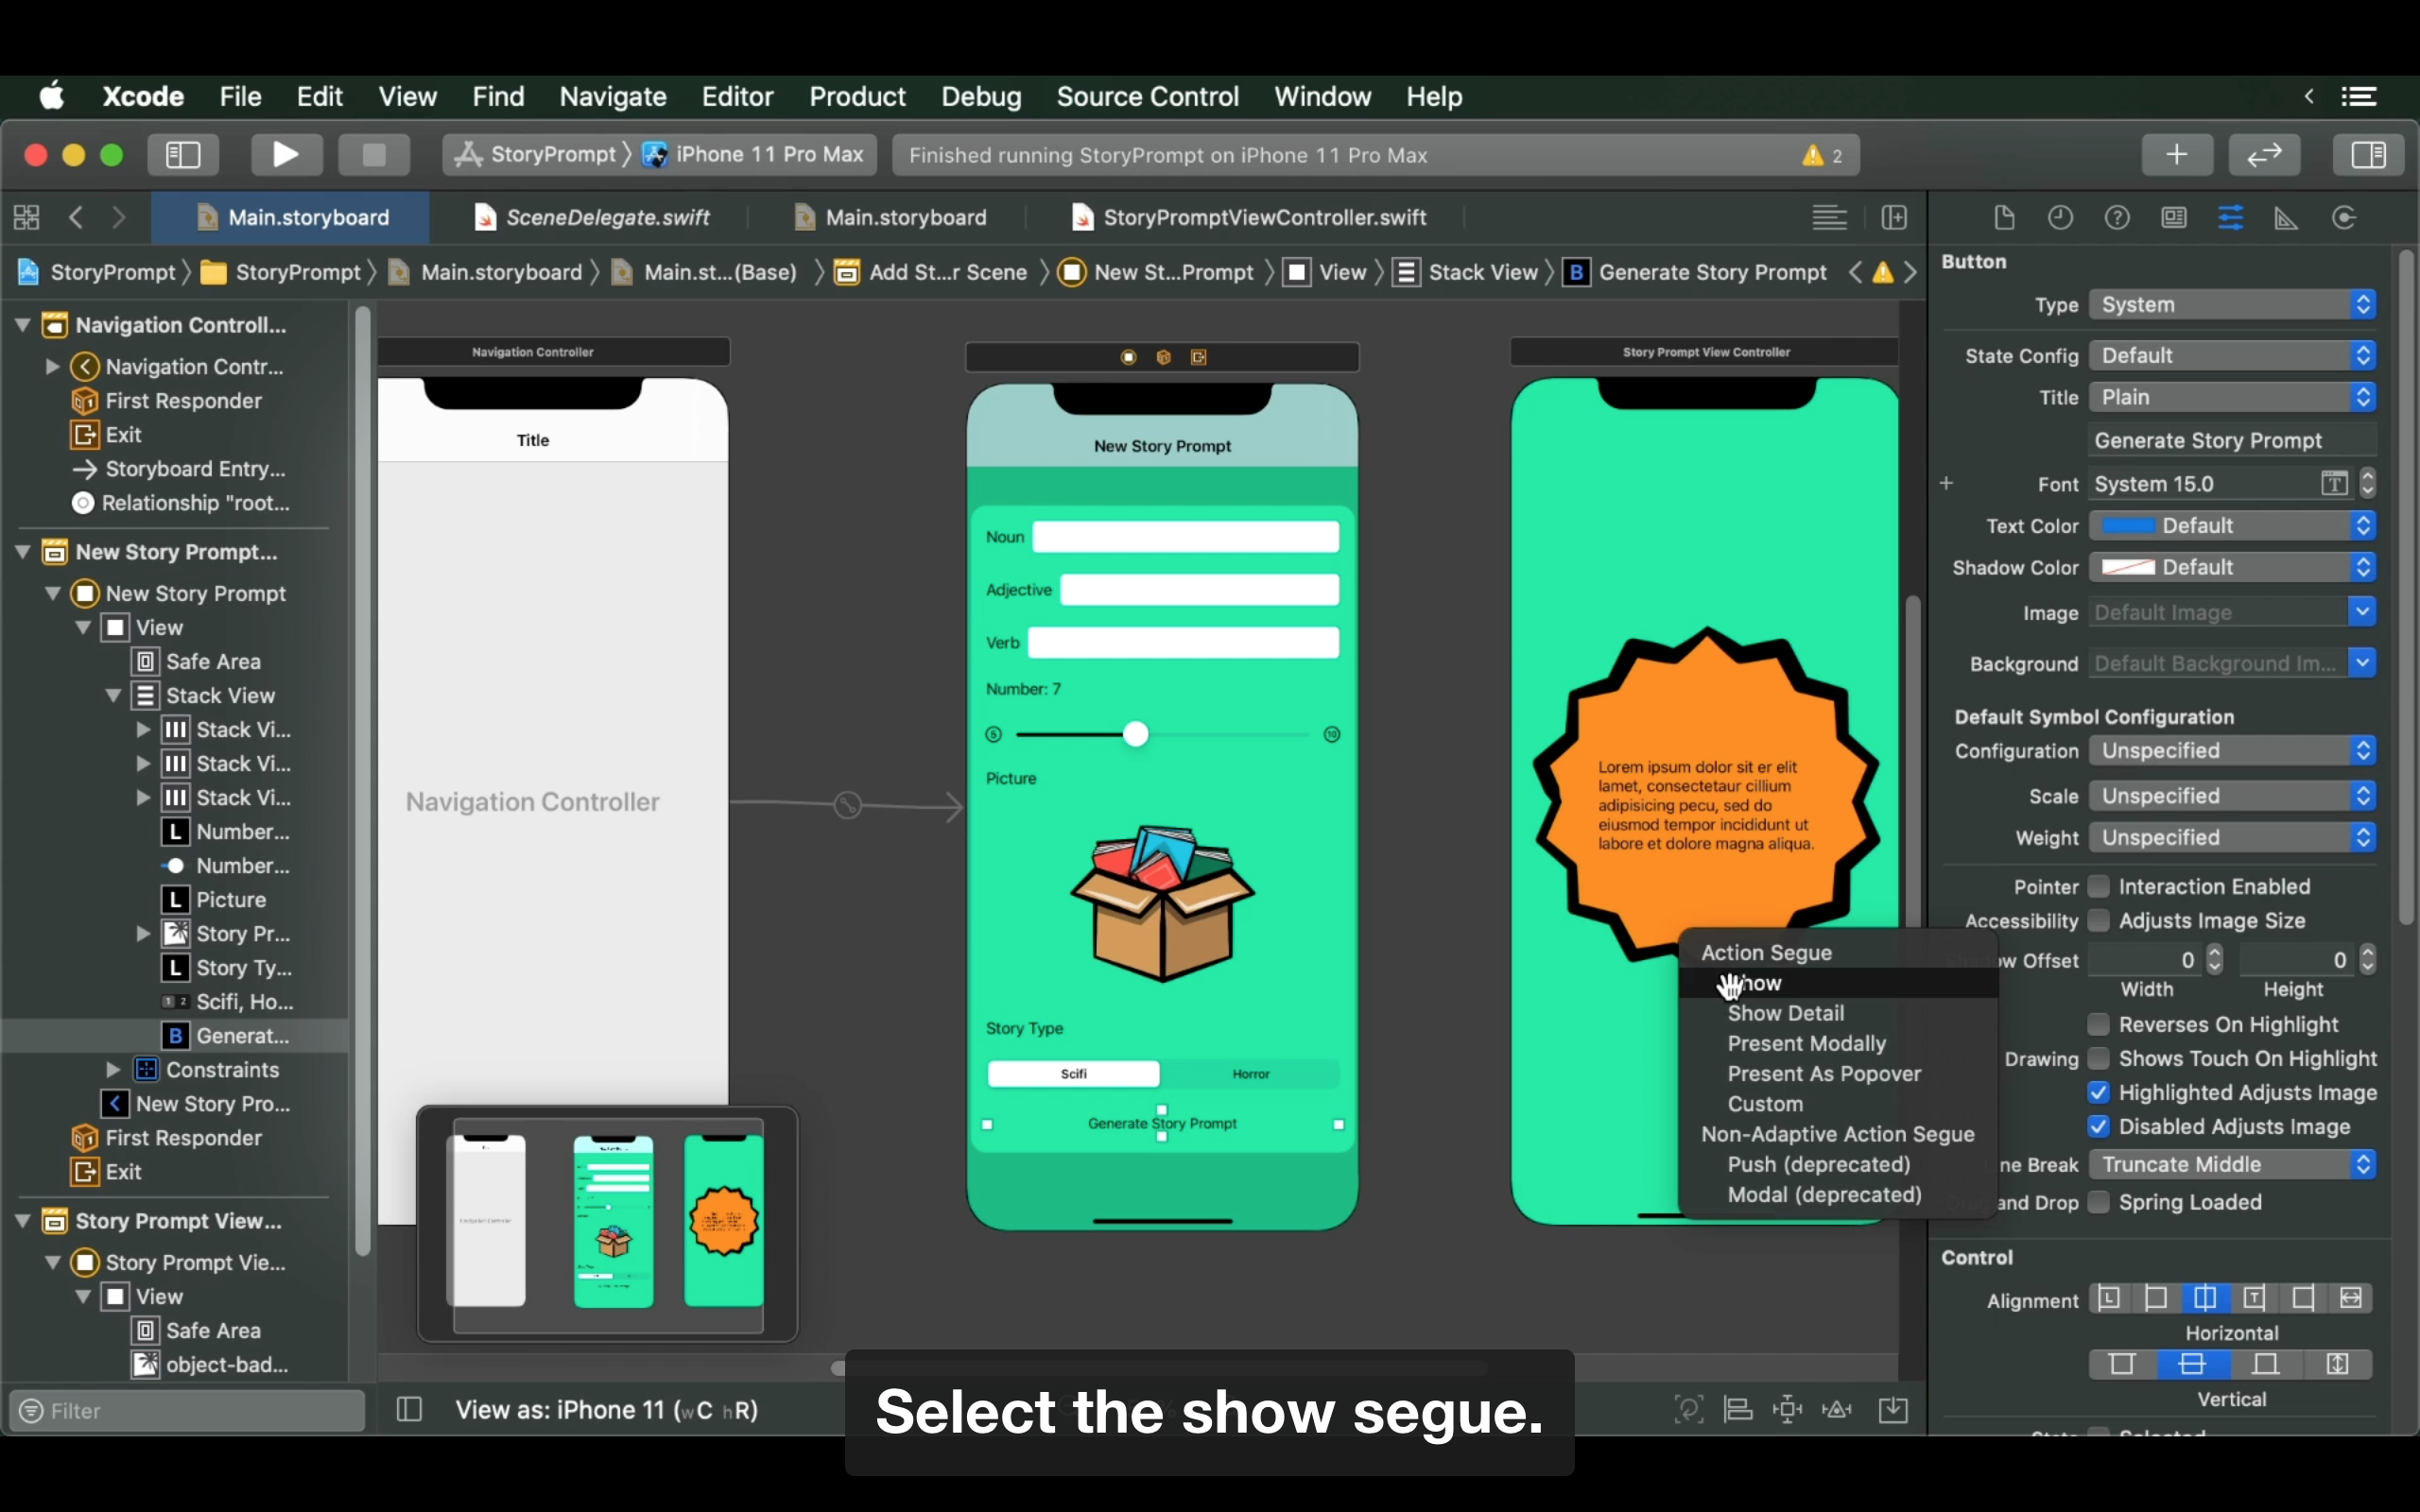 Xcode File Edit View Find Navigate Editor Product Debug Source Control Window Help
StoryPrompt iPhone 11 Pro Max
Finished running StoryPrompt on iPhone 11 Pro Max
2
Main.storyboard
SceneDelegate.swift
Main.storyboard
StoryPromptViewController.swift
StoryPrompt StoryPrompt Main.storyboard Main.st...(Base) Add St...r Scene New St...Prompt View Stack View B Generate Story Prompt
Navigation Controll...
Navigation Contr...
First Responder
Exit
Storyboard Entry...
Relationship "root...
New Story Prompt...
New Story Prompt
View
Safe Area
Stack View
Stack Vi...
Stack Vi...
Stack Vi...
L Number...
Number...
L Picture
Story Pr...
L Story Ty...
1 2 Scifi, Ho...
B Generat...
Constraints
New Story Pro...
First Responder
Exit
Story Prompt View...
Story Prompt Vie...
View
Safe Area
object-bad...
Filter
Navigation Controller
Title
Navigation Controller
New Story Prompt
Noun
Adjective
Verb
Number: 7
5
10
Picture
Story Type
Scifi Horror
Generate Story Prompt
Story Prompt View Controller
Lorem ipsum dolor sit er elit
lamet, consectetaur cillium
adipisicing pecu, sed do
eiusmod tempor incididunt ut
labore et dolore magna aliqua.
Action Segue
Show Detail
Present Modally
Present As Popover
Custom
Non-Adaptive Action Segue
Push (deprecated)
Modal (deprecated)
View as: iPhone 11 (wC hR)
Select the show segue.
Button
Type System
State Config Default
Title Plain
Generate Story Prompt
Font System 15.0
Text Color Default
Shadow Color Default
Image Default Image
Background Default Background Im...
Default Symbol Configuration
Configuration Unspecified
Scale Unspecified
Weight Unspecified
Pointer Interaction Enabled
Accessibility Adjusts Image Size
Offset 0 0
Width Height
Reverses On Highlight
Drawing Shows Touch On Highlight
Highlighted Adjusts Image
Disabled Adjusts Image
Break Truncate Middle
and Drop Spring Loaded
Control
Alignment
Horizontal
Vertical